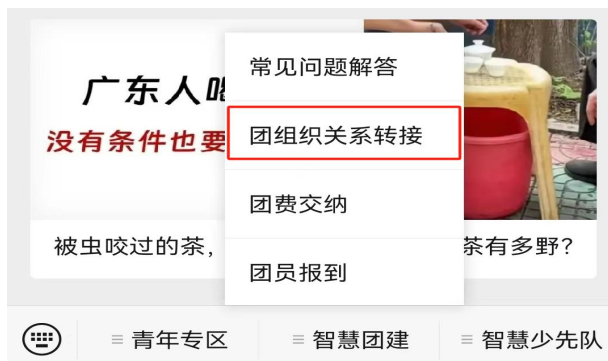 广东人
没有条件也要
常见问题解答
团组织关系转接
团费交纳
团员报到
被虫咬过的茶,
茶有多野?
青年专区
智慧团建
智慧少先队